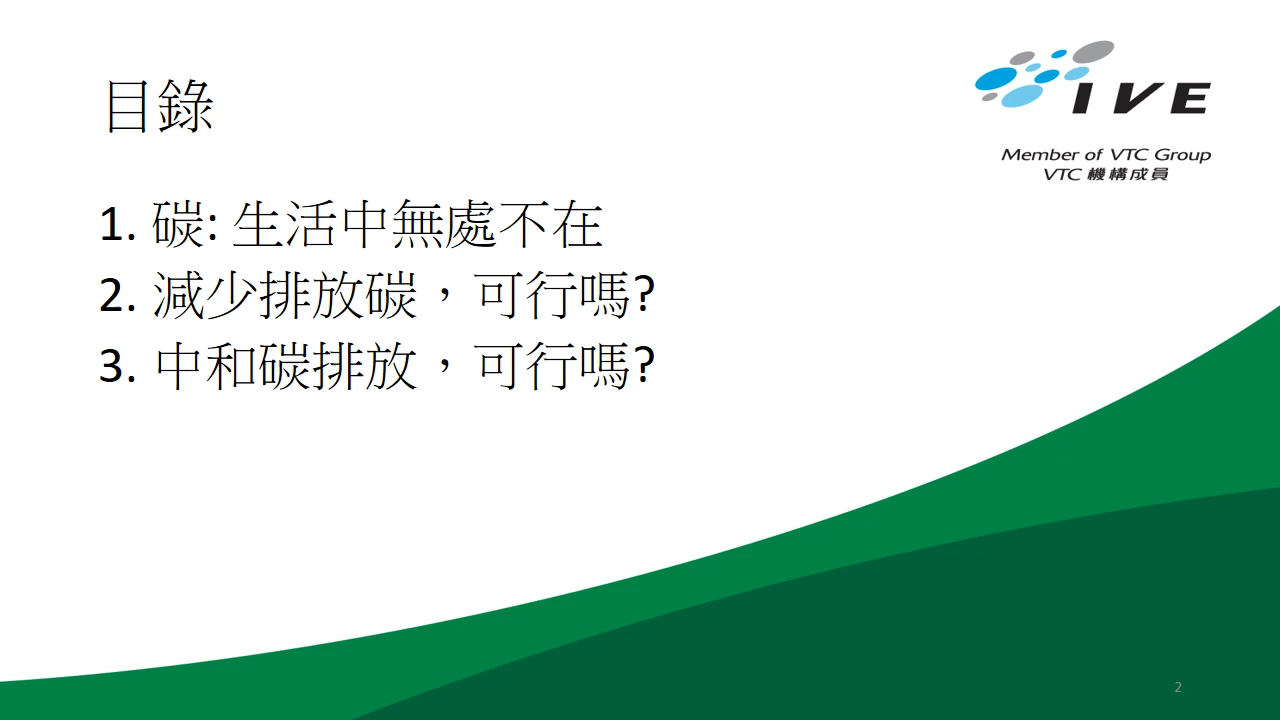 目錄
IVE
Member of VTC Group
VTC 機構成員
1. 碳: 生活中無處不在
2. 減少排放碳，可行嗎?
3. 中和碳排放，可行嗎?
2